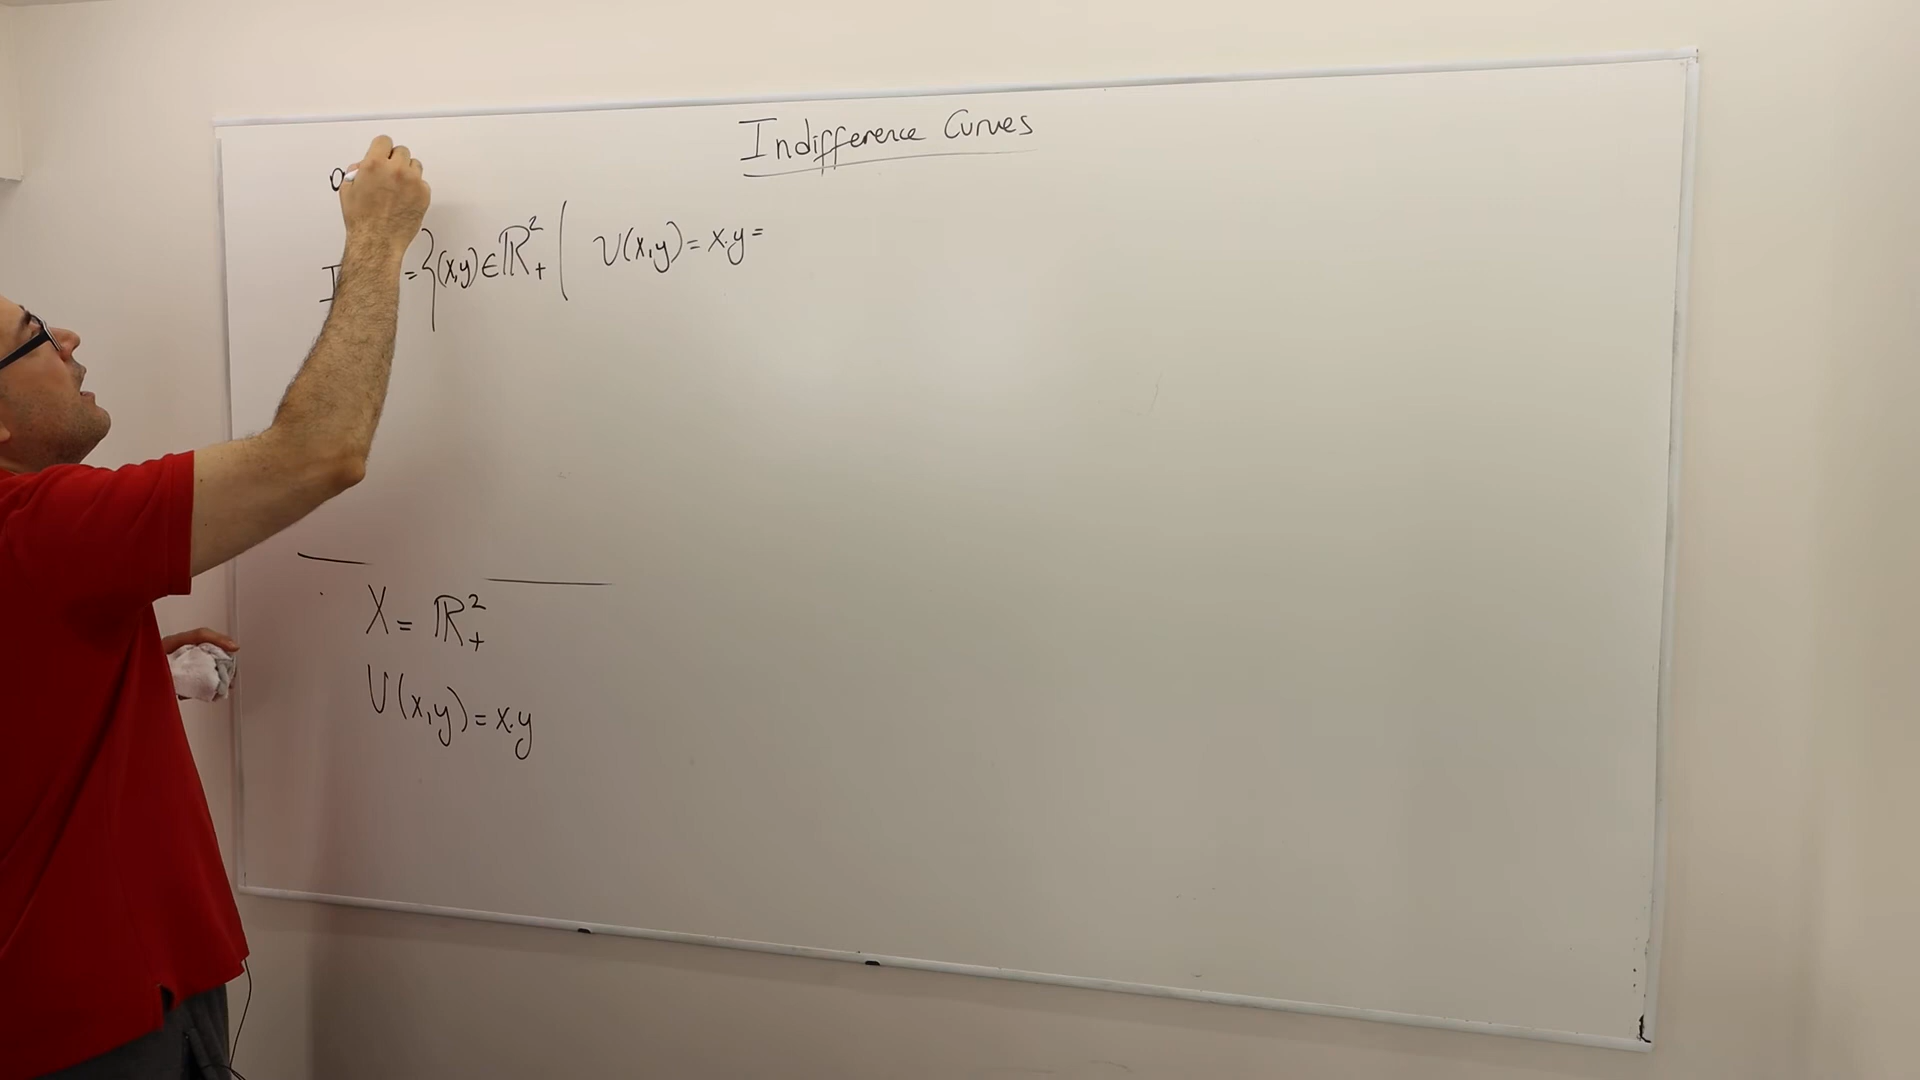 Indifference Curves
a
I = {(x,y) ∈ ℝ²₊ | U(x,y) = x.y =
X = ℝ²₊
U(x,y) = x.y